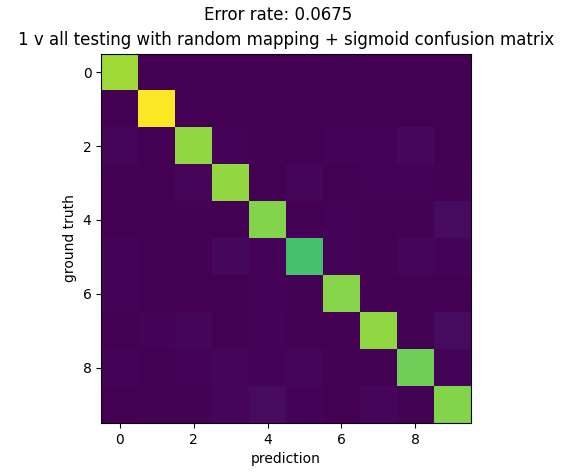 Error rate: 0.0675
1 v all testing with random mapping + sigmoid confusion matrix
0
2
4
6
8
ground truth
0 2 4 6 8
prediction